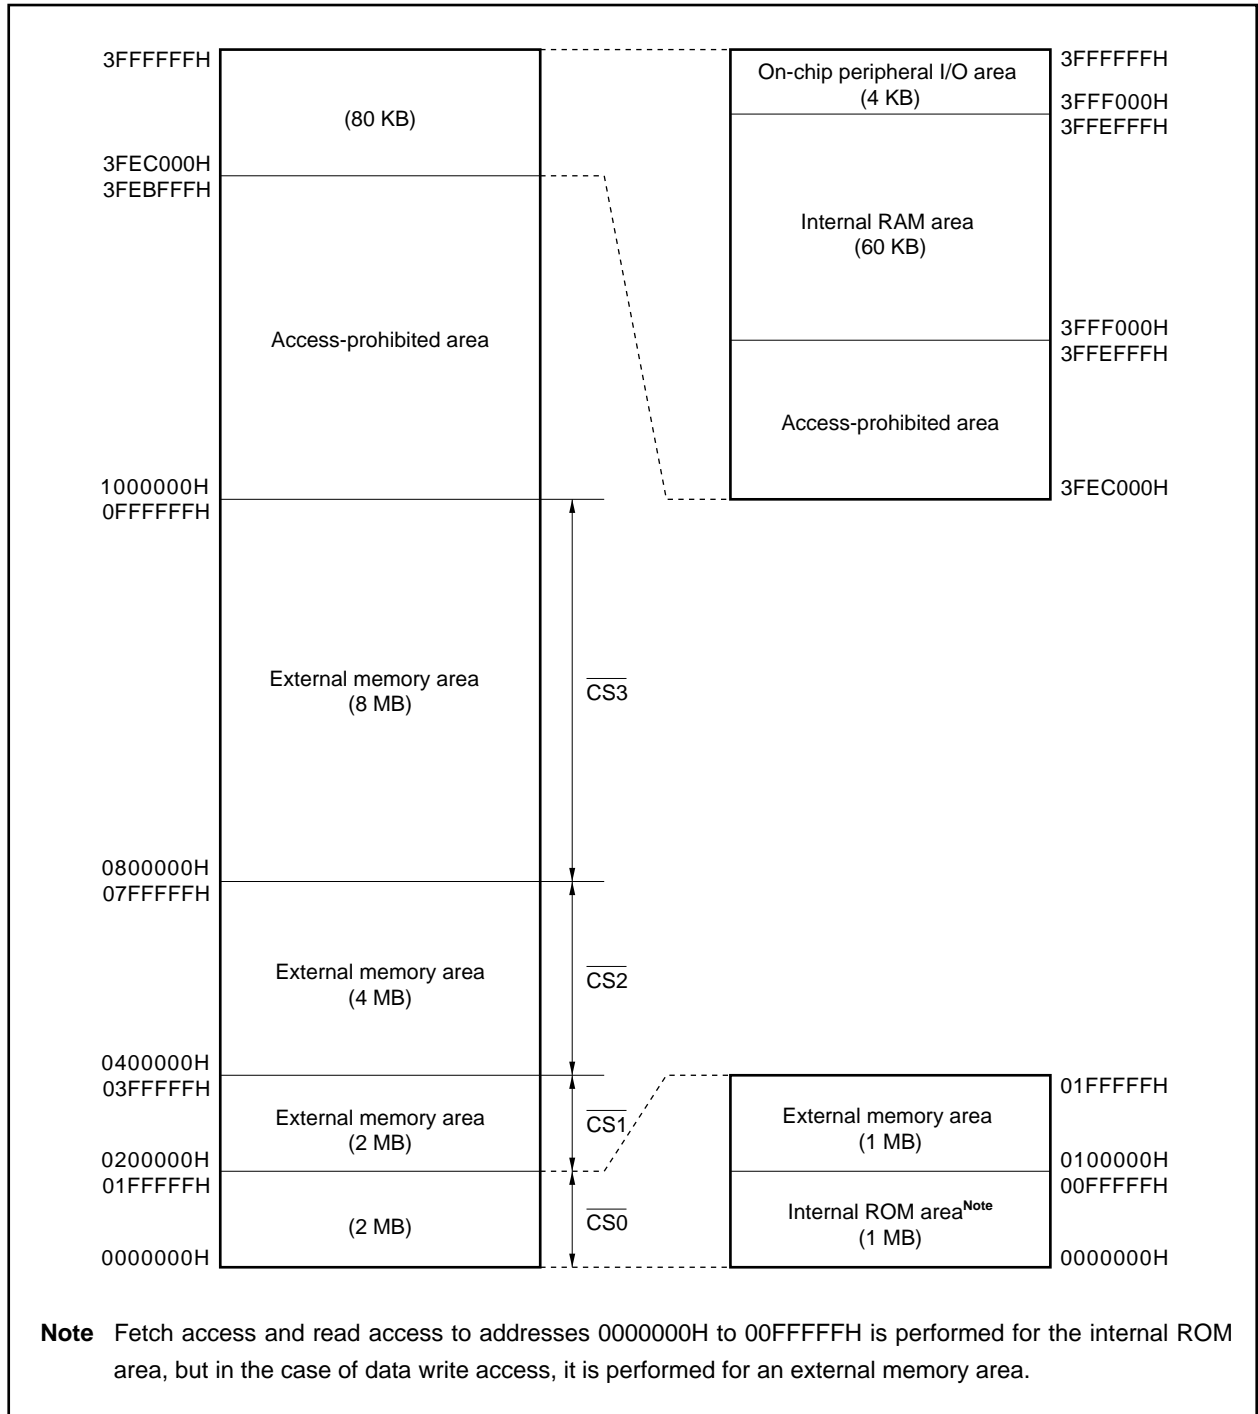 3FFFFFFH
(80 KB)
3FEC000H
3FEBFFFH
Access-prohibited area
1000000H
0FFFFFFH
External memory area
(8 MB)
CS3
0800000H
07FFFFFH
External memory area
(4 MB)
CS2
0400000H
03FFFFFH
External memory area
(2 MB)
CS1
0200000H
01FFFFFH
(2 MB)
CS0
0000000H
On-chip peripheral I/O area
(4 KB)
3FFFFFFH
3FFF000H
3FFEFFFH
Internal RAM area
(60 KB)
3FFF000H
3FFEFFFH
Access-prohibited area
3FEC000H
01FFFFFH
External memory area
(1 MB)
0100000H
00FFFFFH
Internal ROM areaNote
(1 MB)
0000000H
Note Fetch access and read access to addresses 0000000H to 00FFFFFH is performed for the internal ROM
area, but in the case of data write access, it is performed for an external memory area.